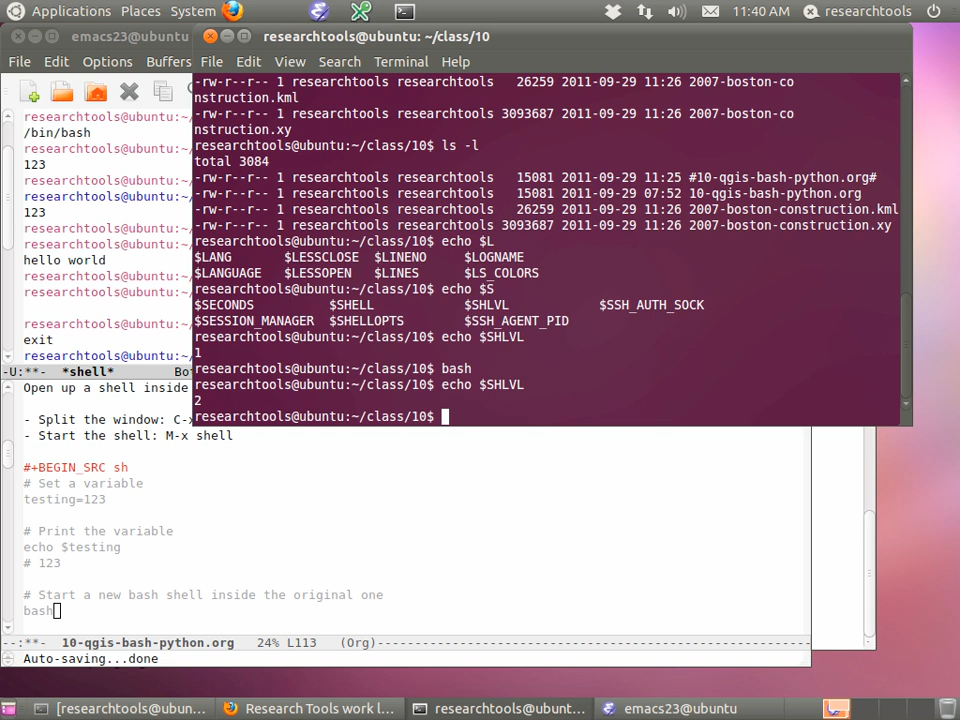 Applications Places System 11:40 AM researchtools
emacs23@ubuntu
researchtools@ubuntu: ~/class/10
File Edit Options Buffers
File Edit View Search Terminal Help
-rw-r--r-- 1 researchtools researchtools   26259 2011-09-29 11:26 2007-boston-co
nstruction.kml
-rw-r--r-- 1 researchtools researchtools 3093687 2011-09-29 11:26 2007-boston-co
nstruction.xy
researchtools@ubuntu:~/class/10$ ls -l
total 3084
-rw-r--r-- 1 researchtools researchtools   15081 2011-09-29 11:25 #10-qgis-bash-python.org#
-rw-r--r-- 1 researchtools researchtools   15081 2011-09-29 07:52 10-qgis-bash-python.org
-rw-r--r-- 1 researchtools researchtools   26259 2011-09-29 11:26 2007-boston-construction.kml
-rw-r--r-- 1 researchtools researchtools 3093687 2011-09-29 11:26 2007-boston-construction.xy
researchtools@ubuntu:~/class/10$ echo $L
$LANG       $LESSCLOSE  $LINENO     $LOGNAME
$LANGUAGE   $LESSOPEN   $LINES      $LS_COLORS
researchtools@ubuntu:~/class/10$ echo $S
$SECONDS          $SHELL            $SHLVL            $SSH_AUTH_SOCK
$SESSION_MANAGER  $SHELLOPTS        $SSH_AGENT_PID
researchtools@ubuntu:~/class/10$ echo $SHLVL
1
researchtools@ubuntu:~/class/10$ bash
researchtools@ubuntu:~/class/10$ echo $SHLVL
2
researchtools@ubuntu:~/class/10$
researchtools@ubuntu:~/
/bin/bash
researchtools@ubuntu:~/
123
researchtools@ubuntu:~/
researchtools@ubuntu:~/
123
researchtools@ubuntu:~/
researchtools@ubuntu:~/
hello world
researchtools@ubuntu:~/
researchtools@ubuntu:~/
researchtools@ubuntu:~/
exit
researchtools@ubuntu:~/
-U:**-  *shell*        Bo
Open up a shell inside
- Split the window: C-x
- Start the shell: M-x shell
#+BEGIN_SRC sh
# Set a variable
testing=123
# Print the variable
echo $testing
# 123
# Start a new bash shell inside the original one
bash
--:**-  10-qgis-bash-python.org   24% L113   (Org)
Auto-saving...done
[researchtools@ubun... Research Tools work l... researchtools@ubunt... emacs23@ubuntu